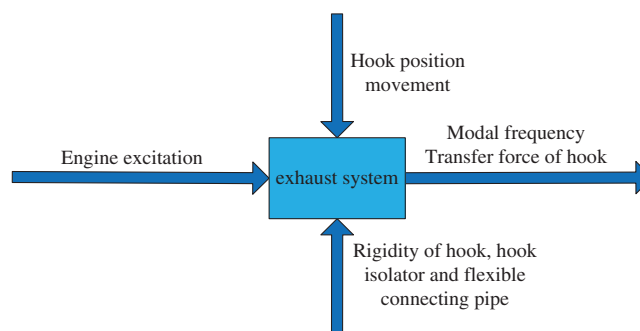 Hook position
movement
Engine excitation
exhaust system
Modal frequency
Transfer force of hook
Rigidity of hook, hook
isolator and flexible
connecting pipe